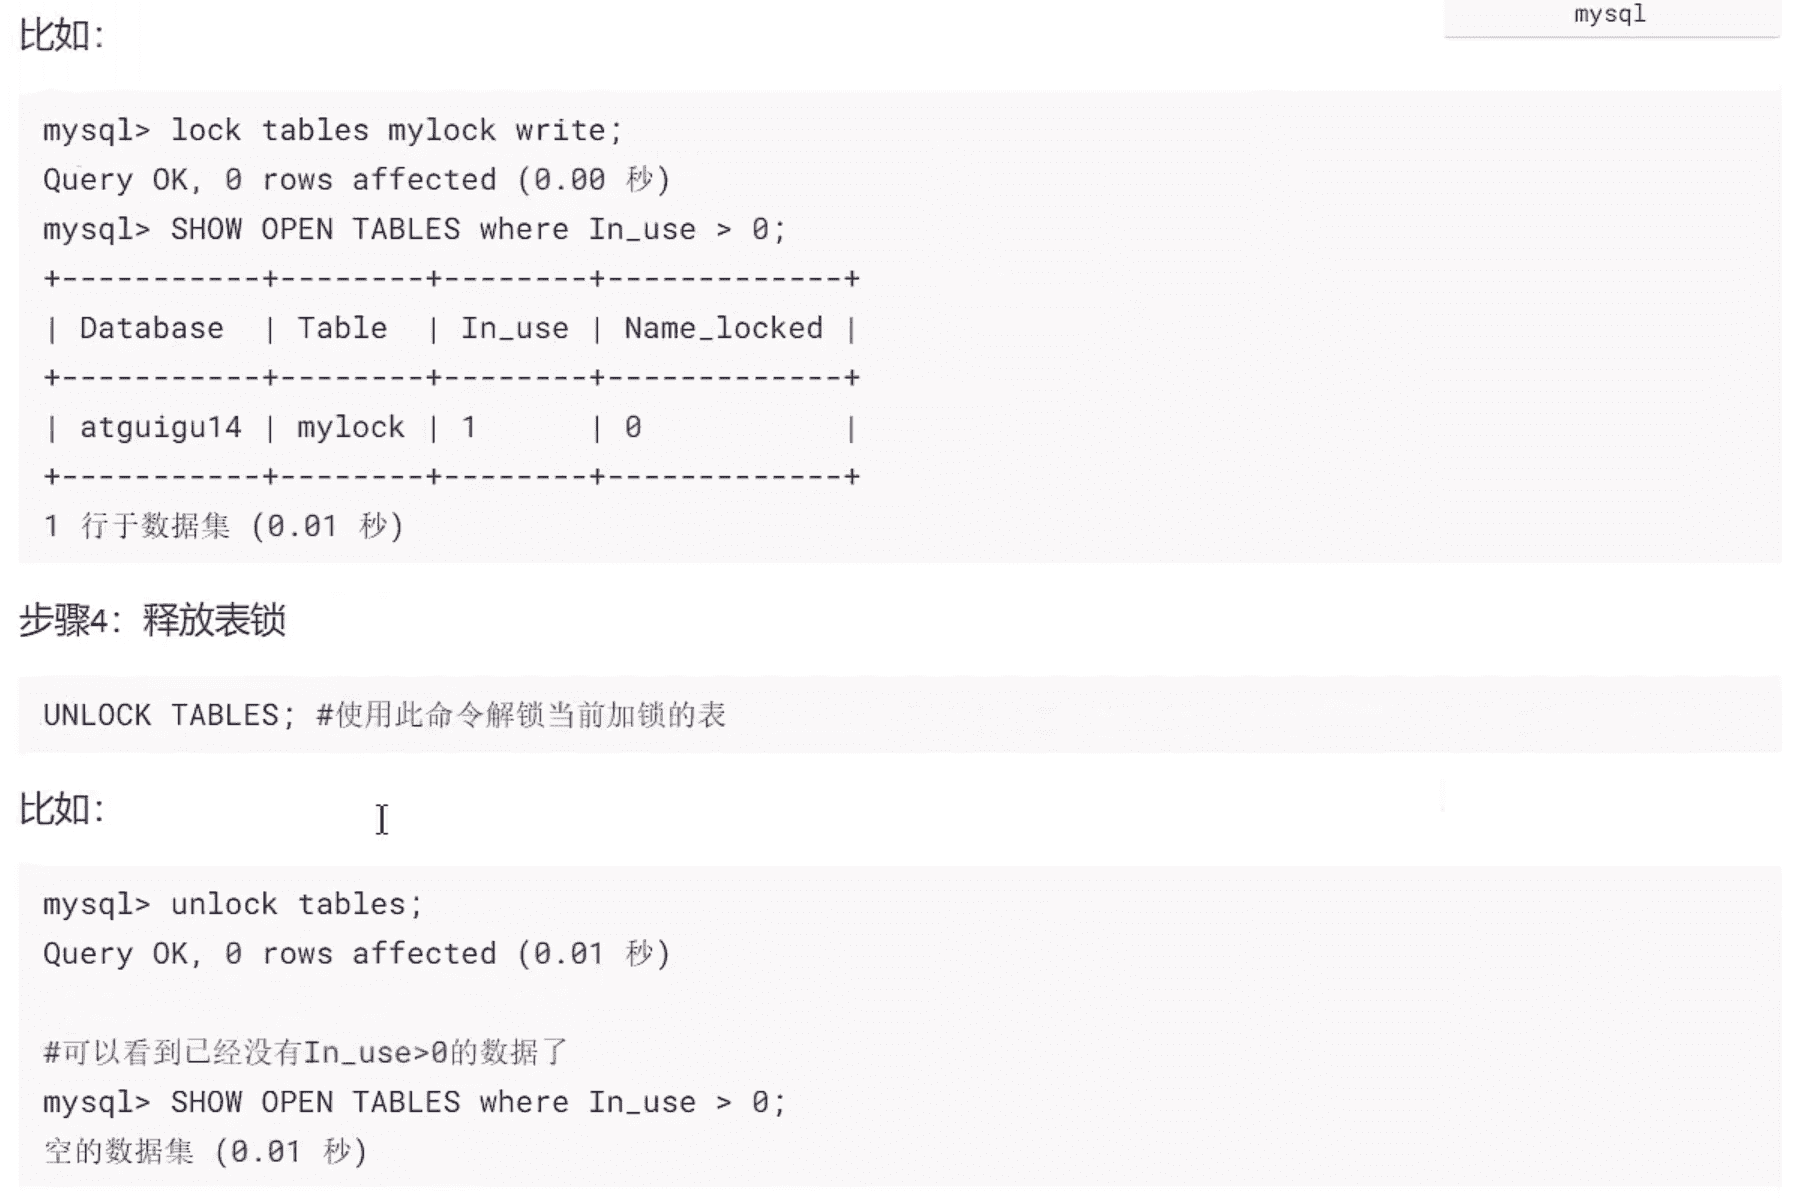 mysql
比如：
mysql> lock tables mylock write;
Query OK, 0 rows affected (0.00 秒)
mysql> SHOW OPEN TABLES where In_use > 0;
+-----------+--------+--------+-------------+
| Database  | Table  | In_use | Name_locked |
+-----------+--------+--------+-------------+
| atguigu14 | mylock | 1      | 0           |
+-----------+--------+--------+-------------+
1 行于数据集 (0.01 秒)
步骤4：释放表锁
UNLOCK TABLES; #使用此命令解锁当前加锁的表
比如：
mysql> unlock tables;
Query OK, 0 rows affected (0.01 秒)
#可以看到已经没有In_use>0的数据了
mysql> SHOW OPEN TABLES where In_use > 0;
空的数据集 (0.01 秒)